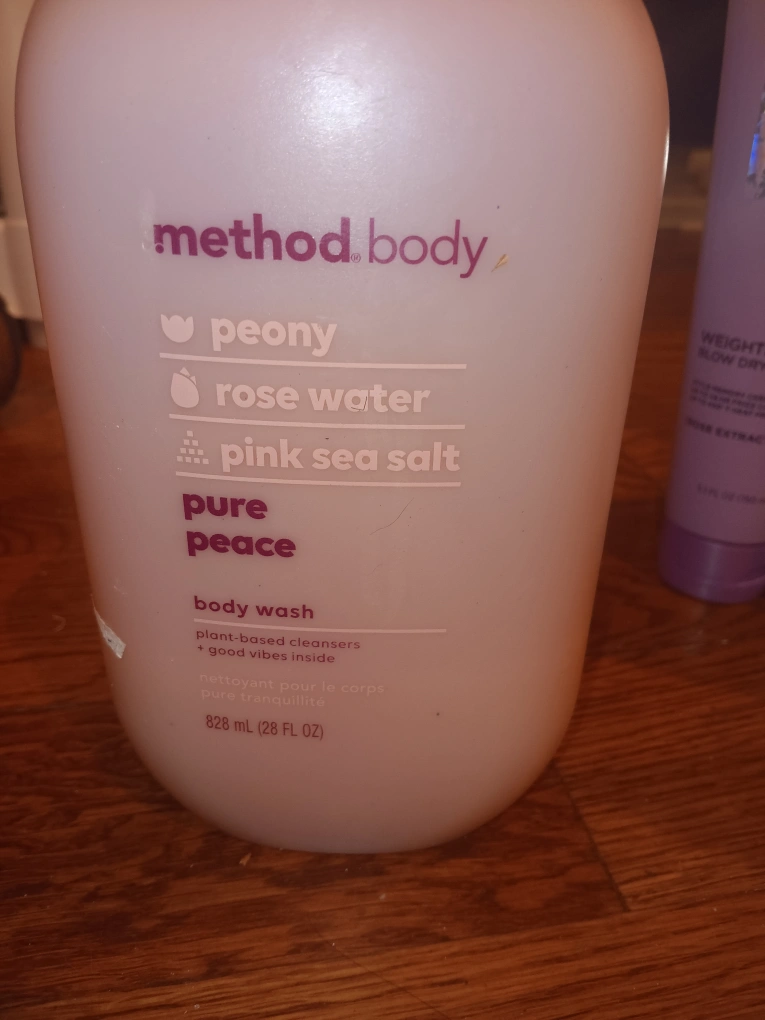 method® body
peony
rose water
pink sea salt
pure
peace
body wash
plant-based cleansers
+ good vibes inside
nettoyant pour le corps
pure tranquillité
828 mL (28 FL OZ)
WEIGHT
BLOW DRY
EXTRACT